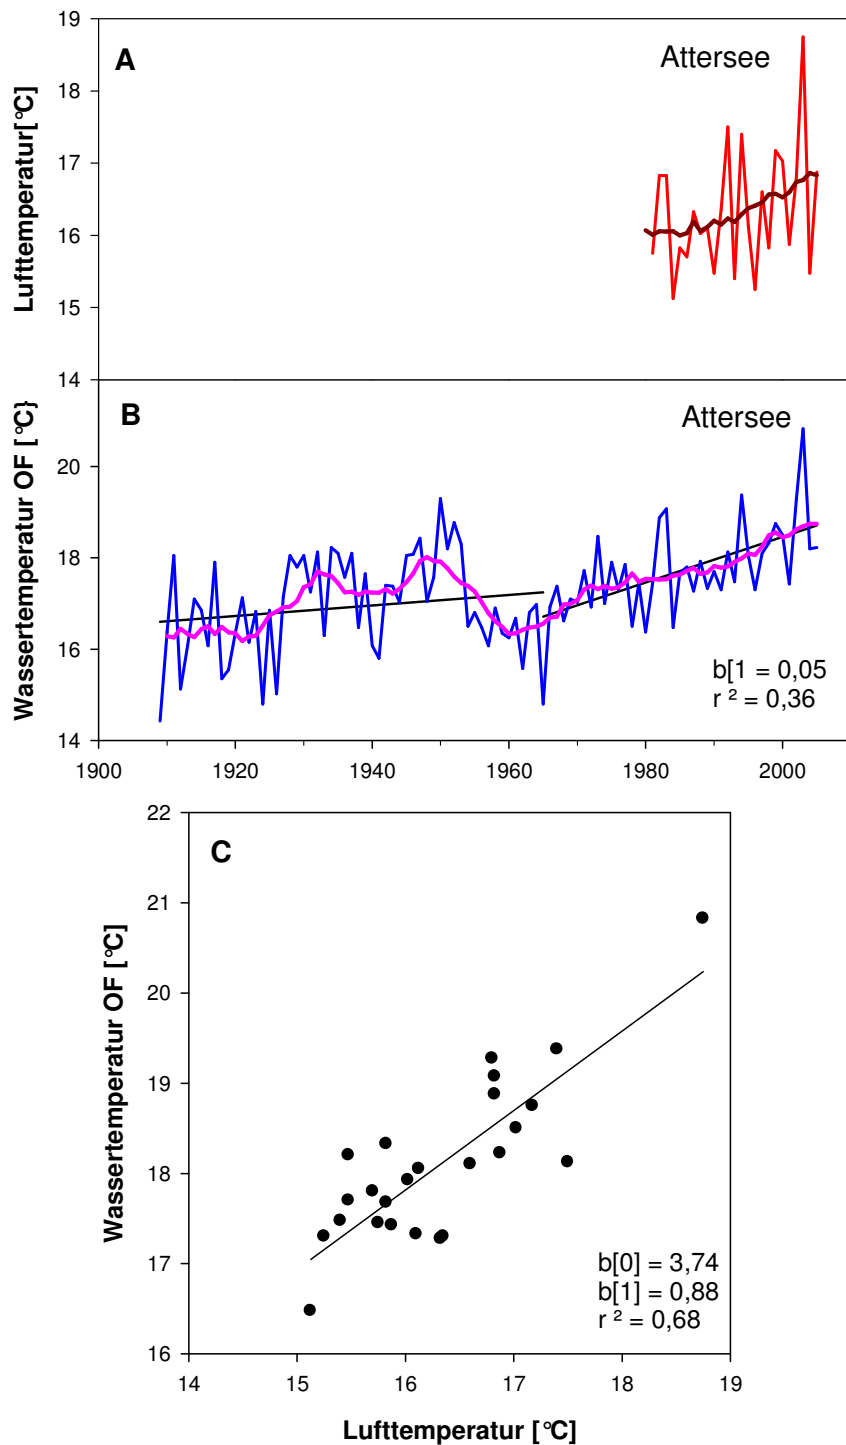 19
A
Attersee
18
17
16
15
14
Lufttemperatur[°C]
B
Attersee
20
18
16
14
Wassertemperatur OF [°C}
b[1 = 0,05
r ² = 0,36
1900 1920 1940 1960 1980 2000
22
C
21
20
19
18
17
16
Wassertemperatur OF [°C]
b[0] = 3,74
b[1] = 0,88
r ² = 0,68
14 15 16 17 18 19
Lufttemperatur [°C]